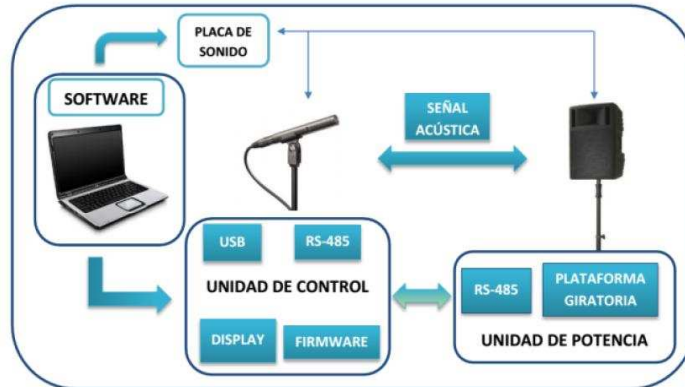 PLACA DE
SONIDO
SOFTWARE
SEÑAL
ACÚSTICA
USB
RS-485
UNIDAD DE CONTROL
DISPLAY
FIRMWARE
RS-485
PLATAFORMA
GIRATORIA
UNIDAD DE POTENCIA